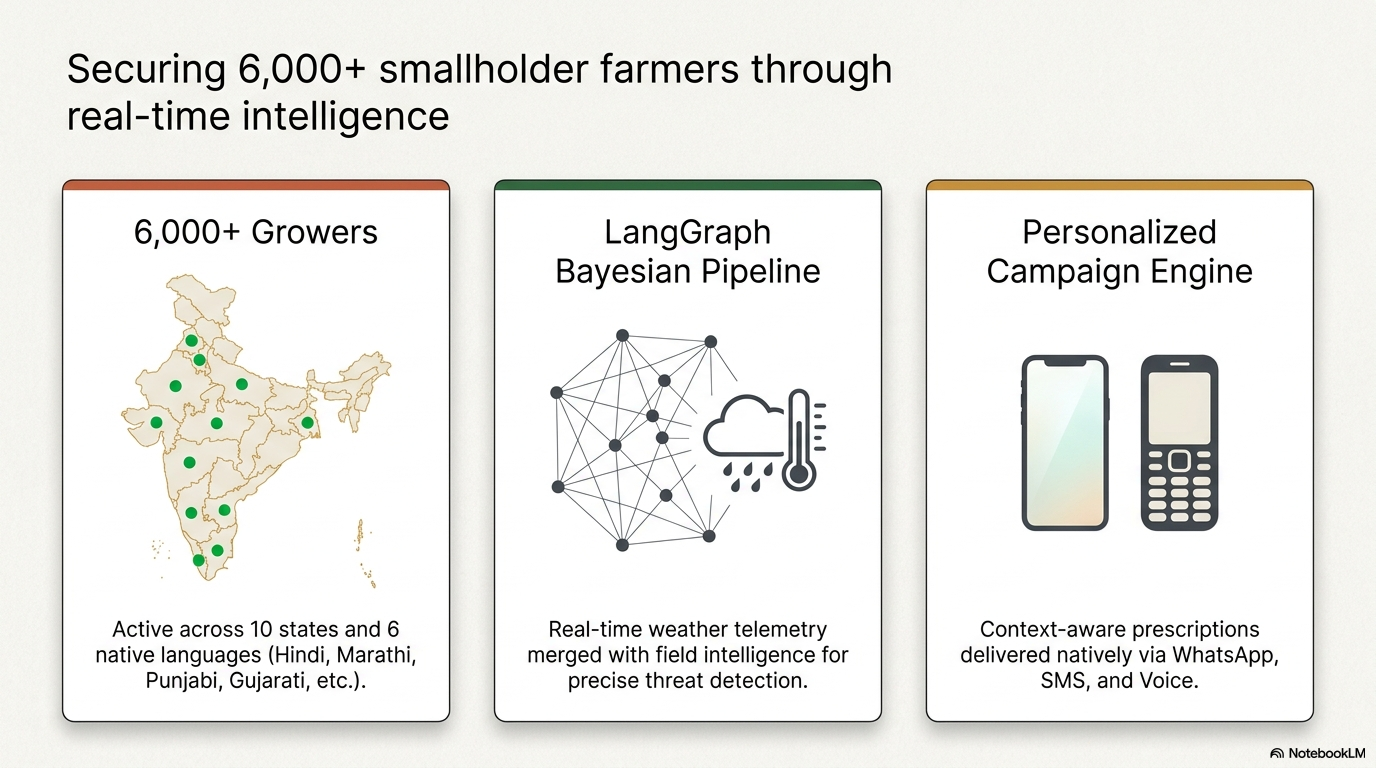 Securing 6,000+ smallholder farmers through
real-time intelligence
6,000+ Growers
Active across 10 states and 6
native languages (Hindi, Marathi,
Punjabi, Gujarati, etc.).
LangGraph
Bayesian Pipeline
Real-time weather telemetry
merged with field intelligence for
precise threat detection.
Personalized
Campaign Engine
Context-aware prescriptions
delivered natively via WhatsApp,
SMS, and Voice.
NotebookLM